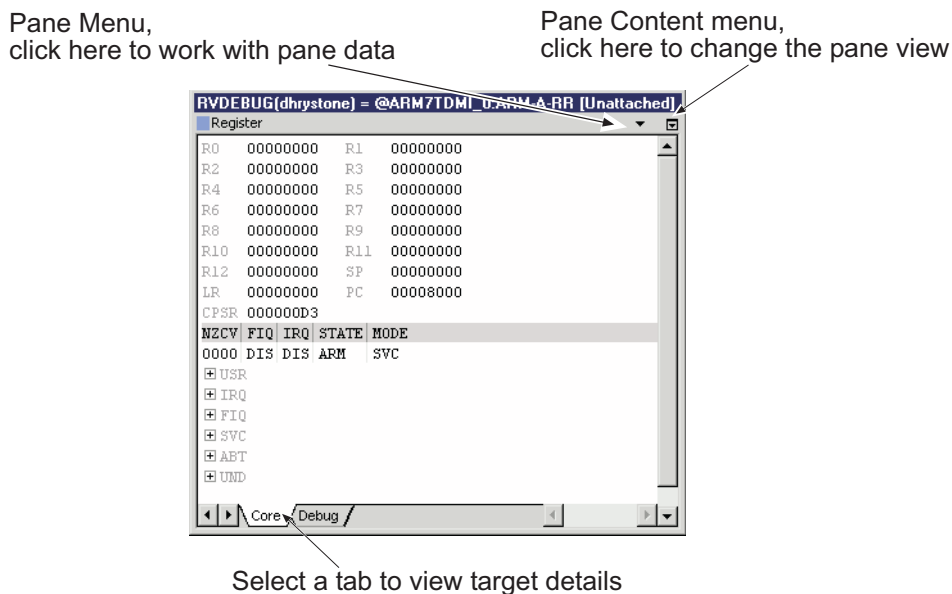 Pane Menu,
click here to work with pane data
Pane Content menu,
click here to change the pane view
RVDEBUG(dhrystone) = @ARM7TDMI_0:ARM-A-RR [Unattached]
Register
R0 00000000 R1 00000000
R2 00000000 R3 00000000
R4 00000000 R5 00000000
R6 00000000 R7 00000000
R8 00000000 R9 00000000
R10 00000000 R11 00000000
R12 00000000 SP 00000000
LR 00000000 PC 00008000
CPSR 000000D3
NZCV FIQ IRQ STATE MODE
0000 DIS DIS ARM SVC
USR
IRQ
FIQ
SVC
ABT
UND
Core Debug
Select a tab to view target details